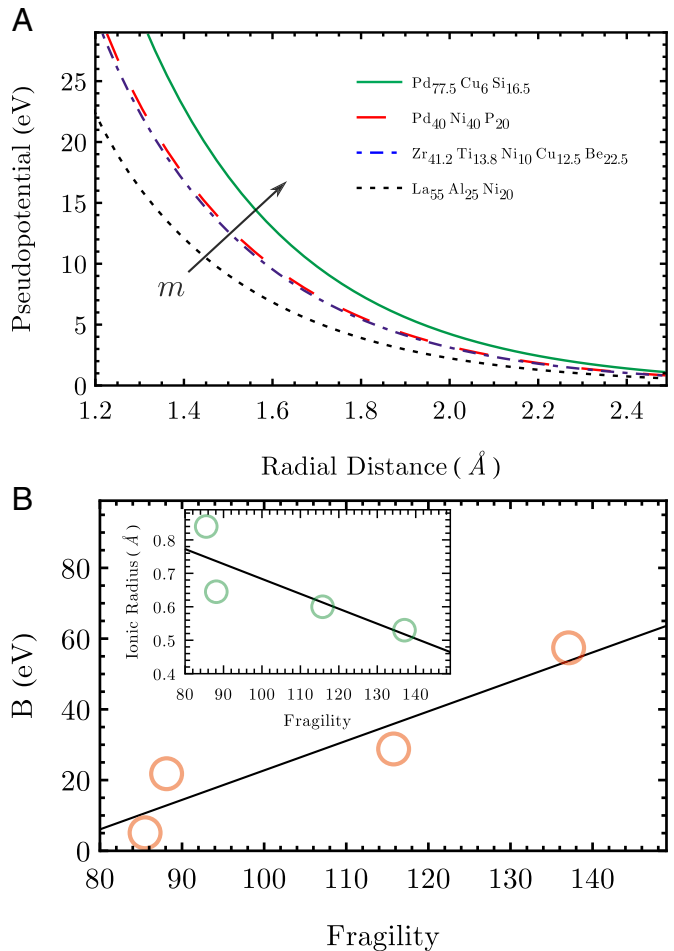 A
Pseudopotential (eV)
25
20
15
10
5
0
Pd77.5 Cu6 Si16.5
Pd40 Ni40 P20
Zr41.2 Ti13.8 Ni10 Cu12.5 Be22.5
La55 Al25 Ni20
m
1.2 1.4 1.6 1.8 2.0 2.2 2.4
Radial Distance (Å)
B
B (eV)
80
60
40
20
0
Ionic Radius (Å)
0.8
0.7
0.6
0.5
0.4
80 90 100 110 120 130 140
Fragility
80 90 100 110 120 130 140
Fragility